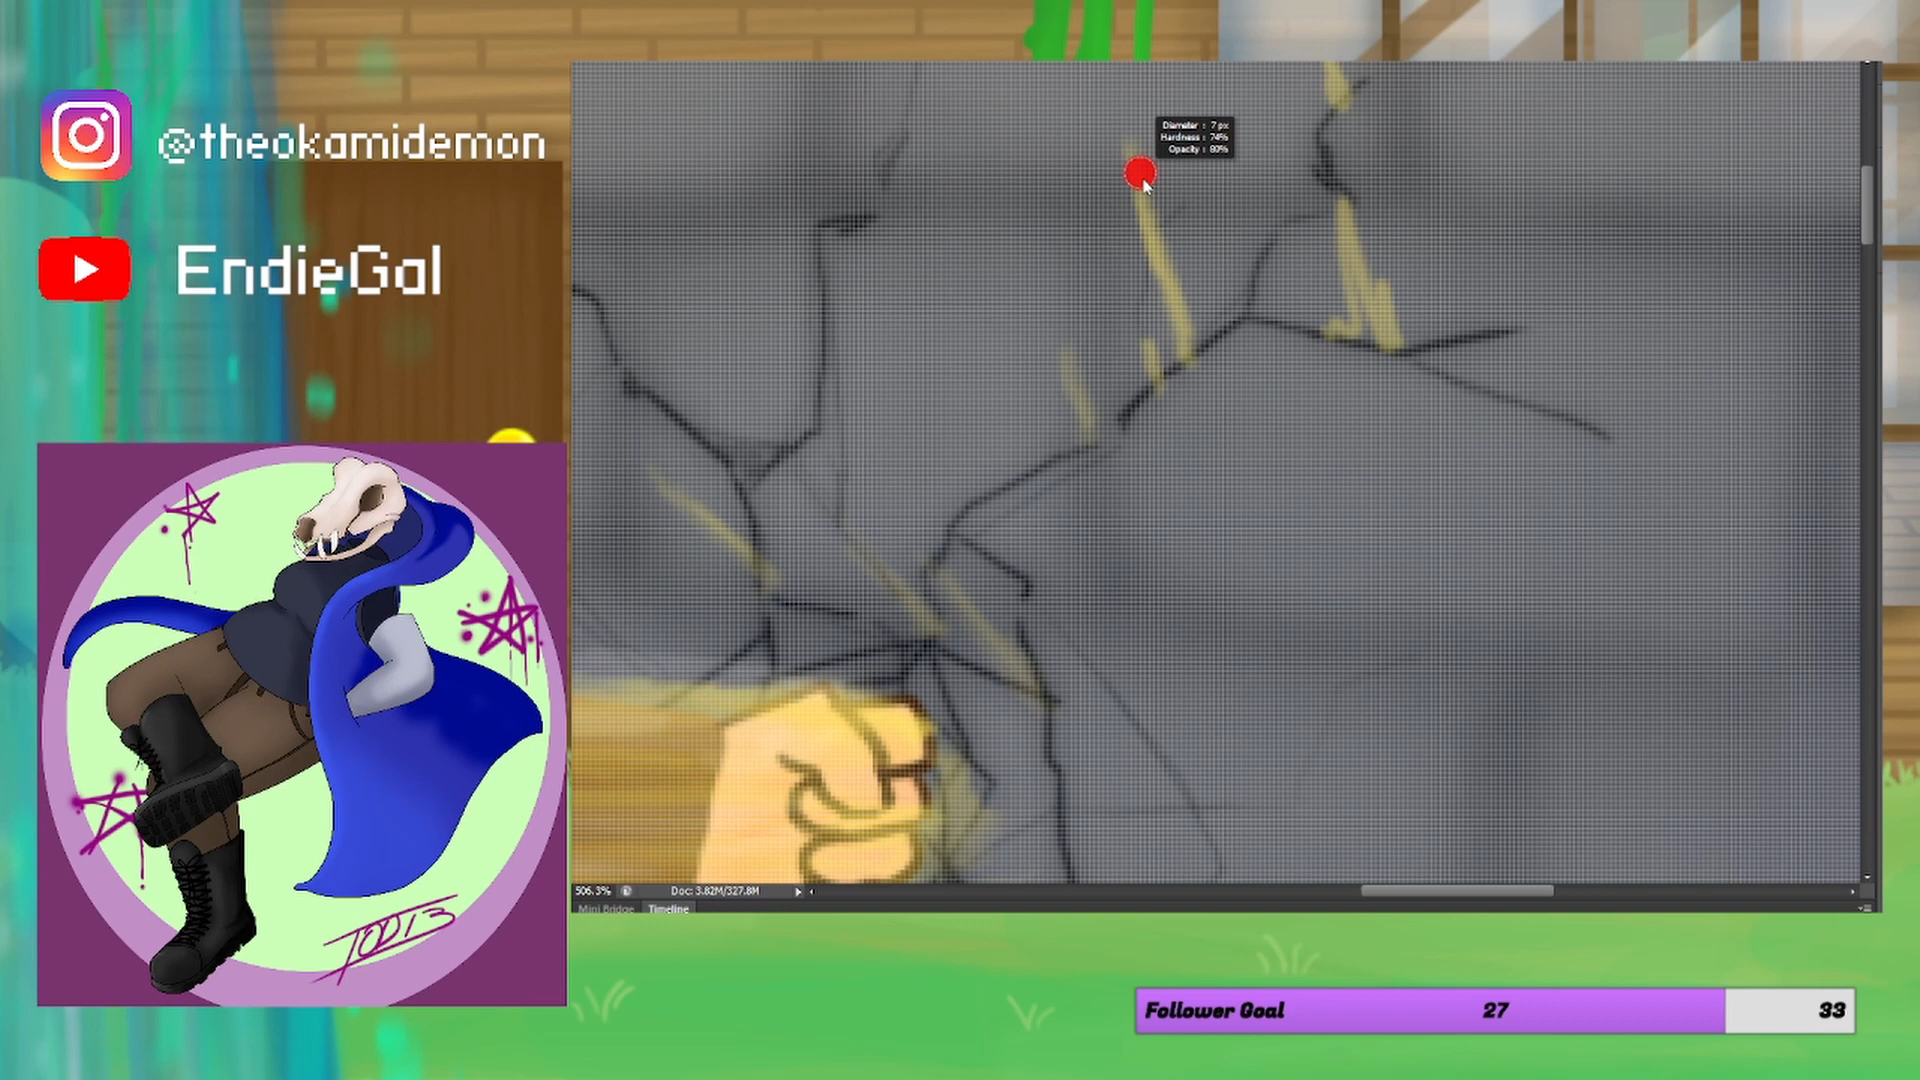 @theokamidemon
EndieGal
Diameter : 7 px
Hardness : 74%
Opacity : 80%
TODI3
506.3%
Doc: 3.82M/327.8M
Mini Bridge
Timeline
Follower Goal
27
33